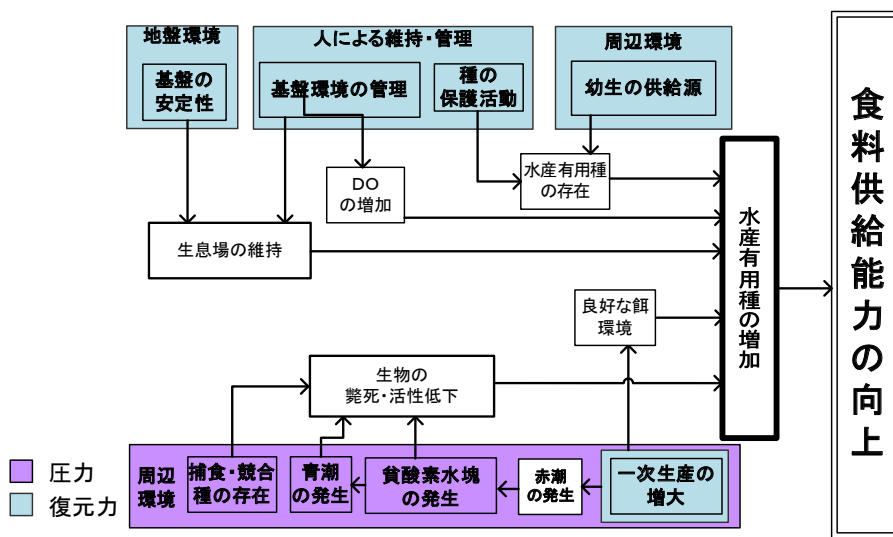 地盤環境
基盤の
安定性
人による維持・管理
基盤環境の管理
種の
保護活動
周辺環境
幼生の供給源
DO
の増加
水産有用種
の存在
生息場の維持
良好な餌
環境
生物の
斃死・活性低下
水産有用種の増加
食料供給能力の向上
圧力
復元力
周辺
環境
捕食・競合
種の存在
青潮
の発生
貧酸素水塊
の発生
赤潮
の発生
一次生産の
増大